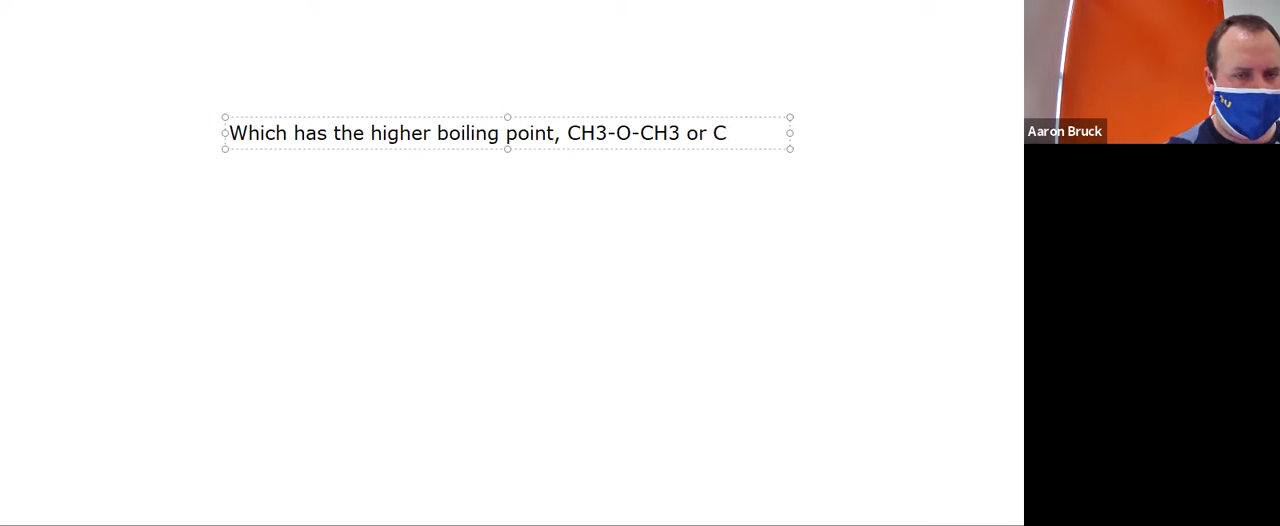 Which has the higher boiling point, CH3-O-CH3 or C
Aaron Bruck